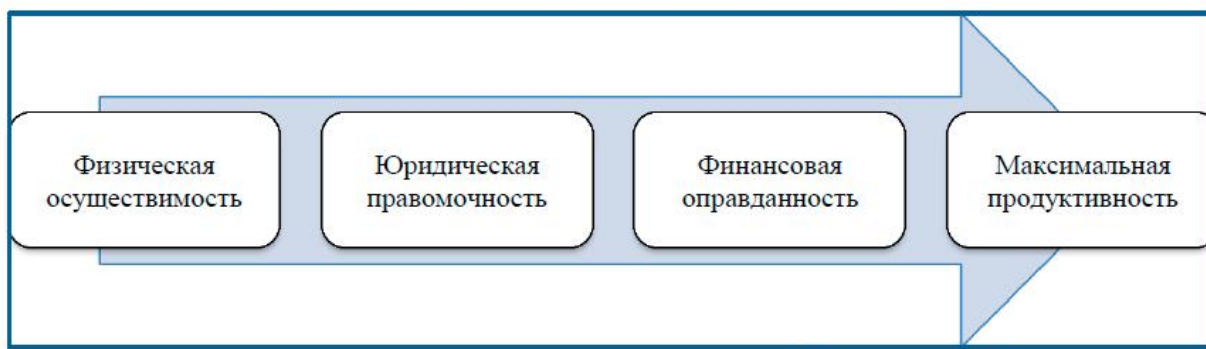 Физическая
осуществимость
Юридическая
правомочность
Финансовая
оправданность
Максимальная
продуктивность